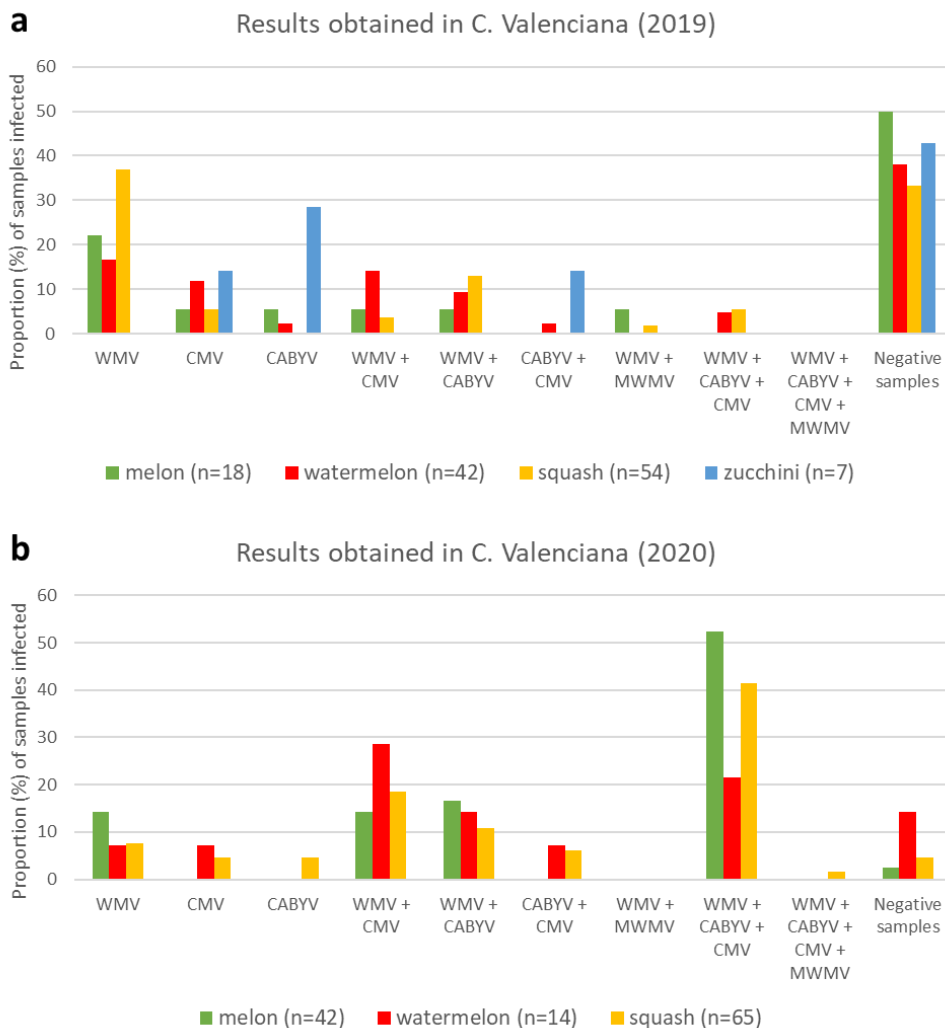 a
Results obtained in C. Valenciana (2019)
Proportion (%) of samples infected
60
50
40
30
20
10
0
WMV
CMV
CABYV
WMV +
CMV
WMV +
CABYV
CABYV +
CMV
WMV +
MWMV
WMV +
CABYV +
CMV
WMV +
CABYV +
CMV +
MWMV
Negative
samples
melon (n=18) watermelon (n=42) squash (n=54) zucchini (n=7)
b
Results obtained in C. Valenciana (2020)
Proportion (%) of samples infected
60
50
40
30
20
10
0
WMV
CMV
CABYV
WMV +
CMV
WMV +
CABYV
CABYV +
CMV
WMV +
MWMV
WMV +
CABYV +
CMV
WMV +
CABYV +
CMV +
MWMV
Negative
samples
melon (n=42) watermelon (n=14) squash (n=65)